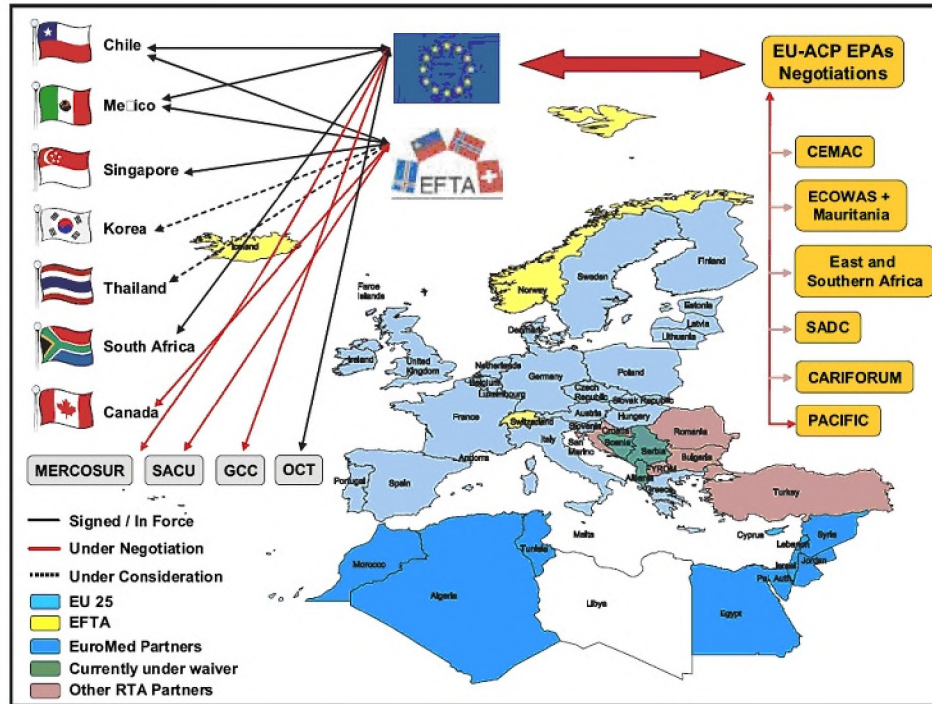 Chile
Me□ico
Singapore
Korea
Thailand
South Africa
Canada
MERCOSUR
SACU
GCC
OCT
EFTA
EU-ACP EPAs
Negotiations
CEMAC
ECOWAS +
Mauritania
East and
Southern Africa
SADC
CARIFORUM
PACIFIC
Iceland
Faroe
Islands
Norway
Sweden
Finland
Estonia
Latvia
Lithuania
Denmark
Ireland
United
Kingdom
Netherlands
Belgium
Luxembourg
Germany
Poland
Czech
Republic
Slovak Republic
France
Switzerland
Austria
Hungary
Slovenia
Croatia
Romania
Italy
San
Marino
Bosnia
Serbia
Bulgaria
Andorra
Albania
FYROM
Greece
Portugal
Spain
Turkey
Malta
Cyprus
Syria
Lebanon
Israel
Jordan
Pal. Auth.
Morocco
Tunisia
Algeria
Libya
Egypt
Signed / In Force
Under Negotiation
Under Consideration
EU 25
EFTA
EuroMed Partners
Currently under waiver
Other RTA Partners